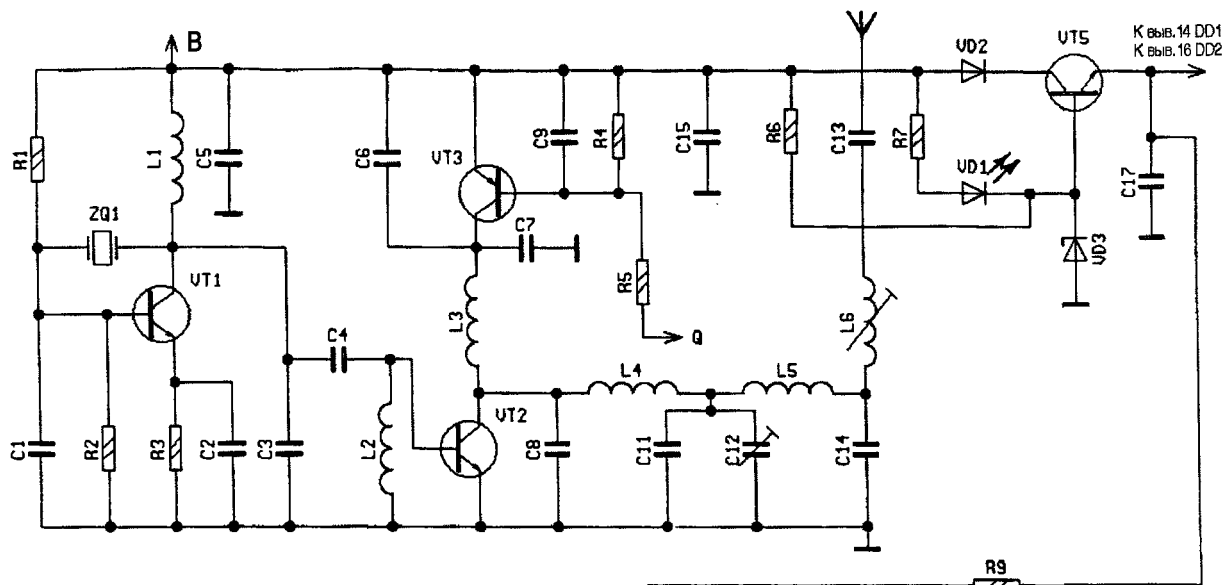 К выв.14 DD1
К выв.16 DD2
B
VD2
VT5
R1
L1
C5
C6
VT3
C9
R4
C15
R6
C13
R7
VD1
C17
ZQ1
C7
VT1
L3
R5
Q
L6
VD3
C4
L4
L5
VT2
C1
R2
R3
C2
C3
L2
C8
C11
C12
C14
R9